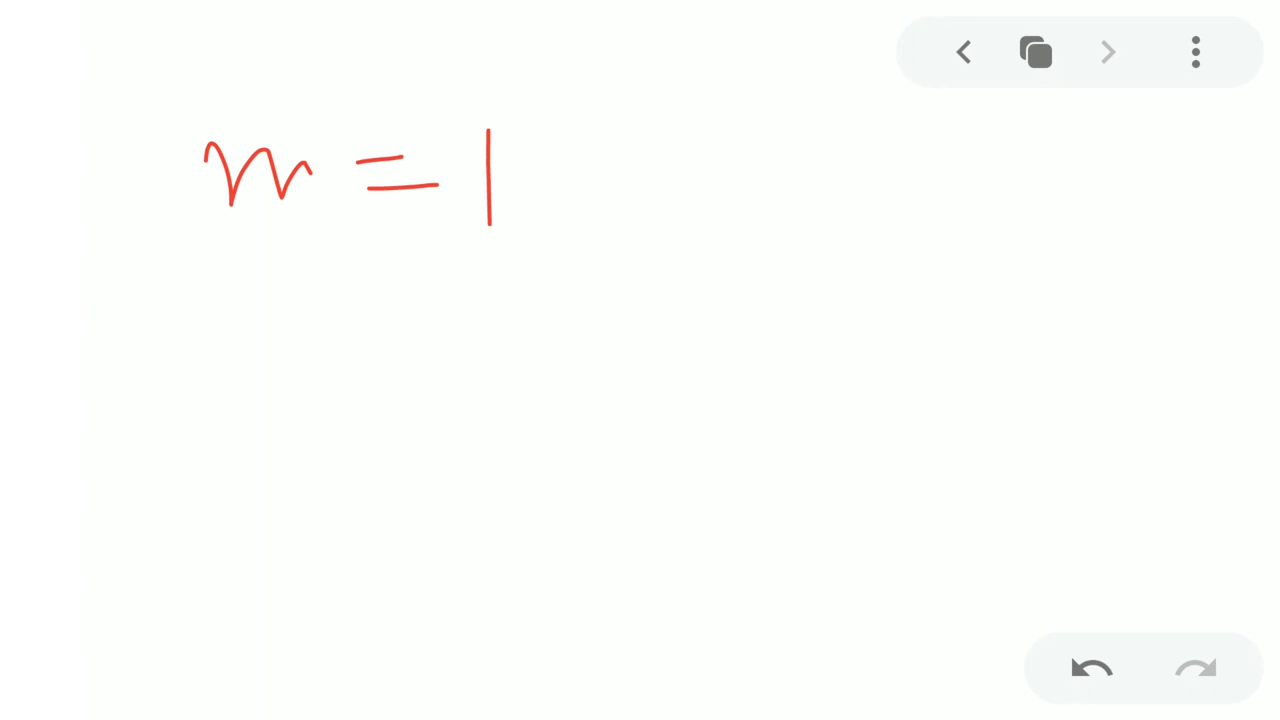 m = 1